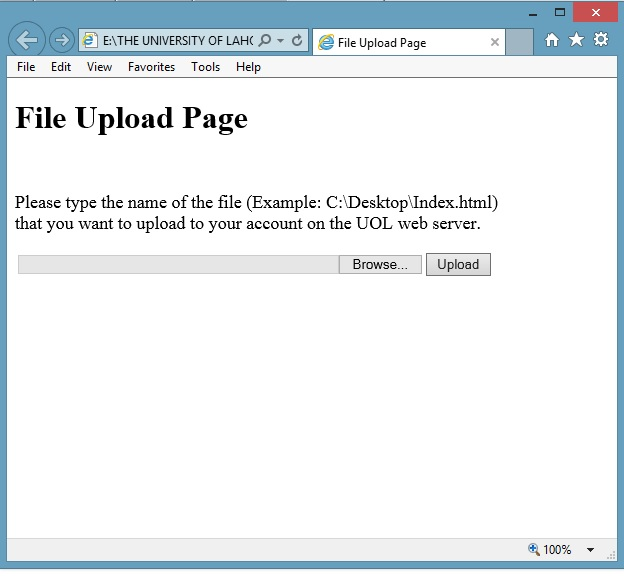 E:\THE UNIVERSITY OF LAHO
File Upload Page
File Edit View Favorites Tools Help
File Upload Page
Please type the name of the file (Example: C:\Desktop\Index.html)
that you want to upload to your account on the UOL web server.
Browse... Upload
100%